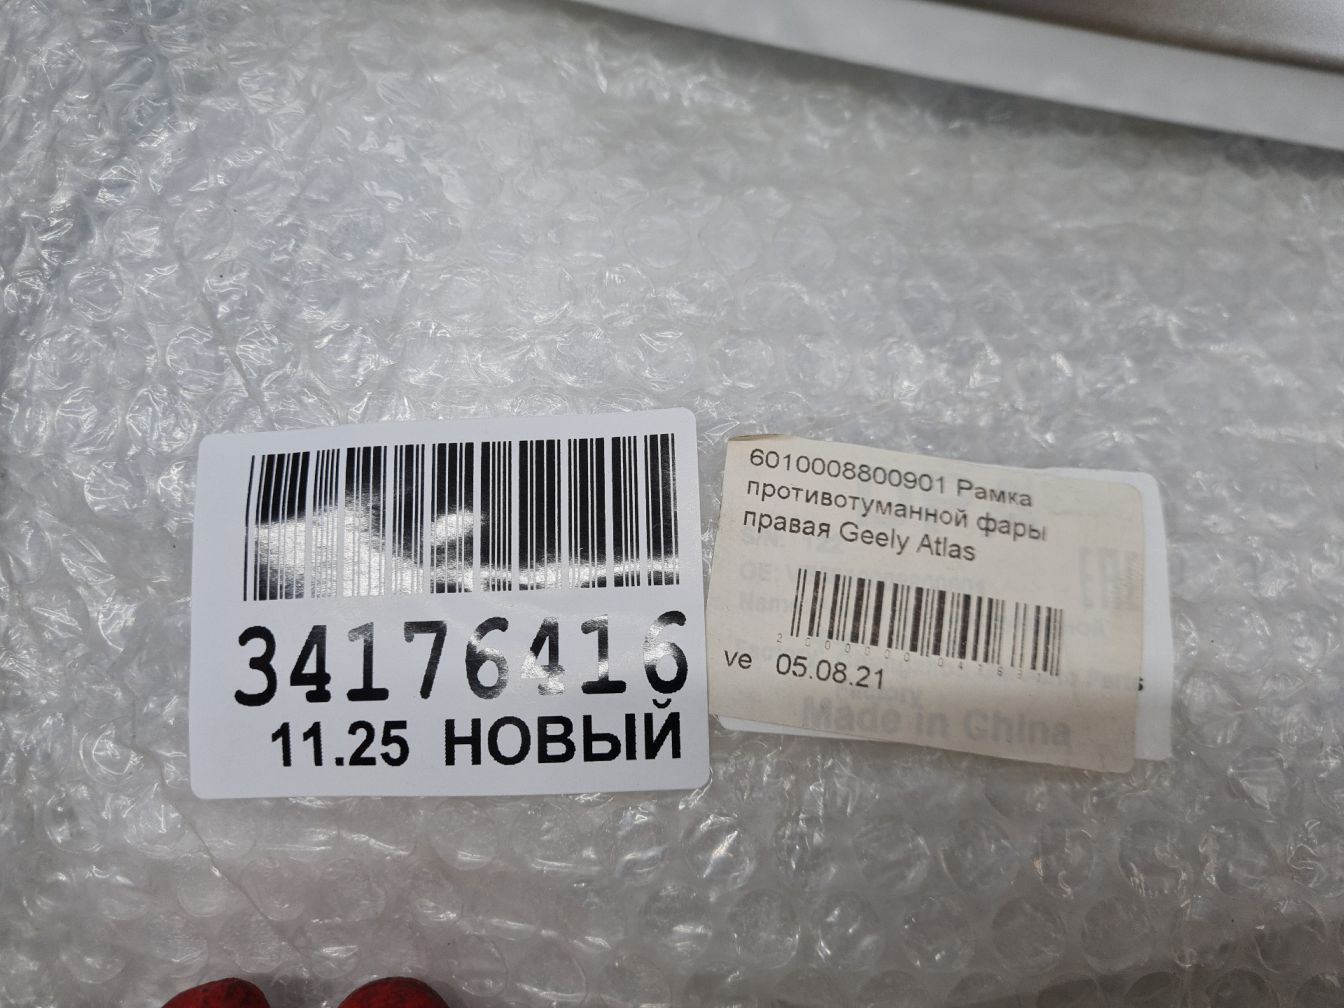 34176416
11.25 НОВЫЙ
6010008800901 Рамка
противотуманной фары
правая Geely Atlas
ve 05.08.21
Made in China